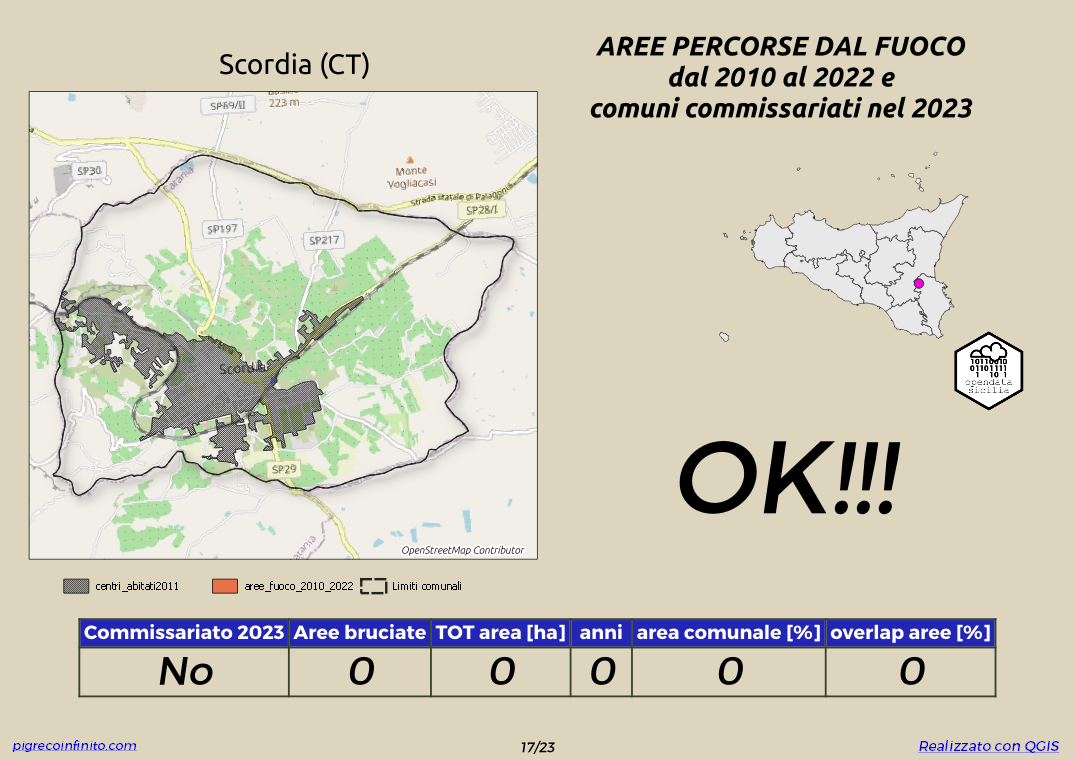 Scordia (CT)
AREE PERCORSE DAL FUOCO
dal 2010 al 2022 e
comuni commissariati nel 2023
223 m
SP69/II
SP30
Catania
Monte
Vogliacasi
Strada statale di Palagonia
SP28/I
SP197
SP217
Scordia
SP29
Catania
OpenStreetMap Contributor
10110010
01101111
1 10 1
opendata
sicilia
OK!!!
centri_abitati2011
aree_fuoco_2010_2022
Limiti comunali
Commissariato 2023 Aree bruciate TOT area [ha] anni area comunale [%] overlap aree [%]
No 0 0 0 0 0
pigrecoinfinito.com
17/23
Realizzato con QGIS